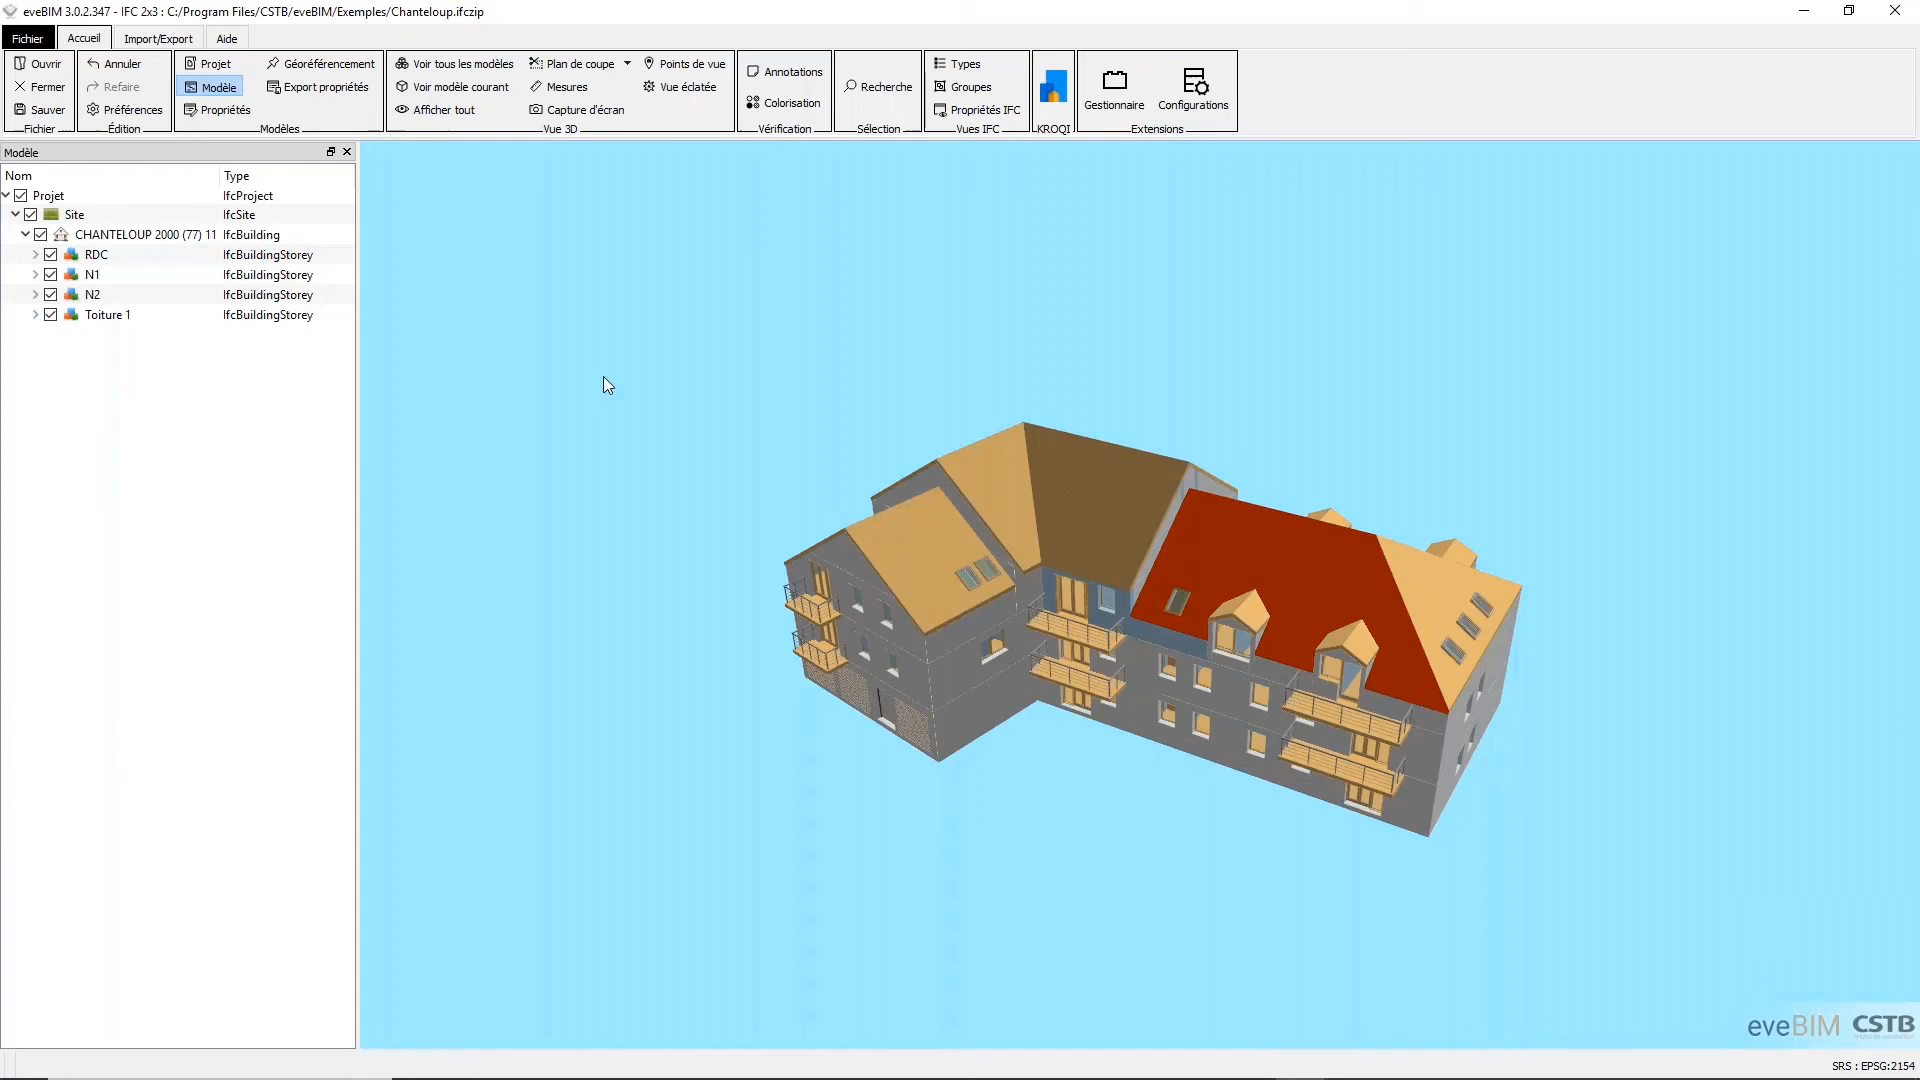 eveBIM 3.0.2.347 - IFC 2x3 : C:/Program Files/CSTB/eveBIM/Exemples/Chanteloup.ifczip
Fichier Accueil Import/Export Aide
Ouvrir Annuler Projet Géoréférencement Voir tous les modèles Plan de coupe Points de vue Annotations Recherche Types Gestionnaire Configurations
Fermer Refaire Modèle Export propriétés Voir modèle courant Mesures Vue éclatée Colorisation Groupes
Sauver Préférences Propriétés Afficher tout Capture d'écran Propriétés IFC
Fichier Édition Modèles Vue 3D Vérification Sélection Vues IFC KROQI Extensions
Modèle
Nom Type
Projet IfcProject
Site IfcSite
CHANTELOUP 2000 (77) 11 IfcBuilding
RDC IfcBuildingStorey
N1 IfcBuildingStorey
N2 IfcBuildingStorey
Toiture 1 IfcBuildingStorey
eveBIM CSTB
SRS : EPSG:2154